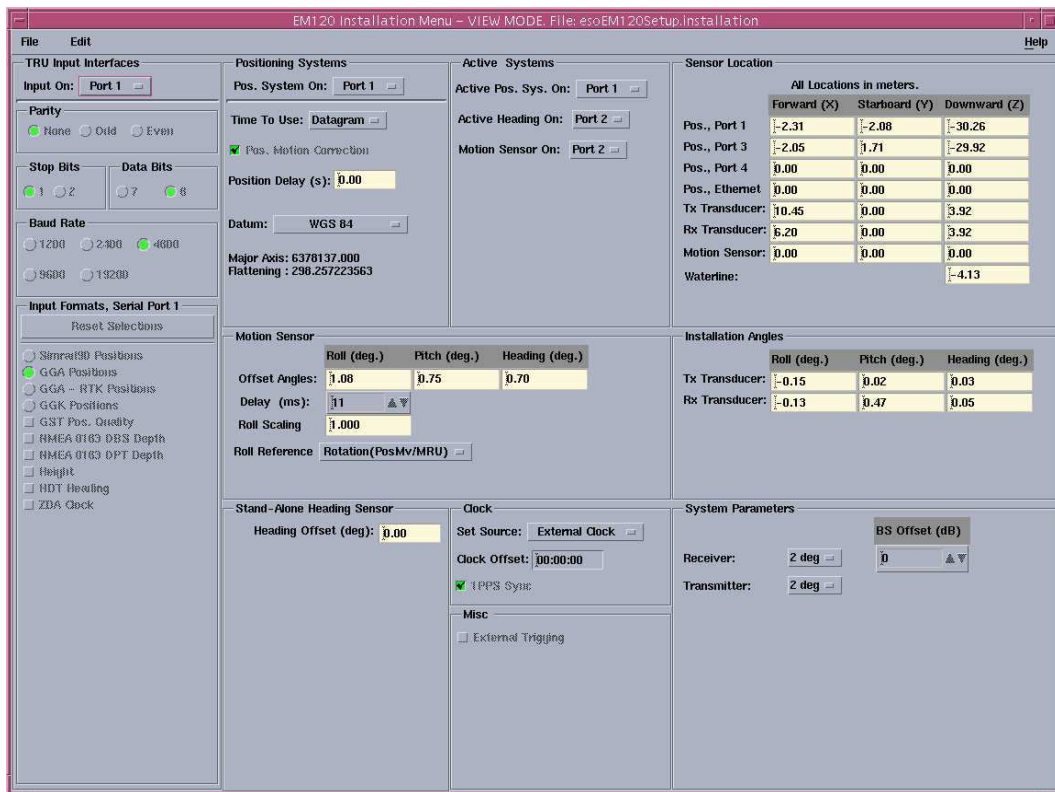 EM120 Installation Menu - VIEW MODE. File: esoEM120Setup.installation
File Edit Help
TRU Input Interfaces
Input On: Port 1
Parity
None Odd Even
Stop Bits Data Bits
1 2 7 8
Baud Rate
1200 2400 4800
9600 19200
Input Formats, Serial Port 1
Reset Selections
Simrad90 Positions
GGA Positions
GGA - RTK Positions
GGK Positions
GST Pos. Quality
NMEA 0183 DBS Depth
NMEA 0183 DPT Depth
Height
HDT Heading
ZDA Clock
Positioning Systems
Pos. System On: Port 1
Time To Use: Datagram
Pos. Motion Correction
Position Delay (s): 0.00
Datum: WGS 84
Major Axis: 6378137.000
Flattening : 298.257223563
Active Systems
Active Pos. Sys. On: Port 1
Active Heading On: Port 2
Motion Sensor On: Port 2
Sensor Location
All Locations in meters.
Forward (X) Starboard (Y) Downward (Z)
Pos., Port 1 -2.31 -2.08 -30.26
Pos., Port 3 -2.05 1.71 -29.92
Pos., Port 4 0.00 0.00 0.00
Pos., Ethernet 0.00 0.00 0.00
Tx Transducer: 10.45 0.00 3.92
Rx Transducer: 6.20 0.00 3.92
Motion Sensor: 0.00 0.00 0.00
Waterline: -4.13
Motion Sensor
Roll (deg.) Pitch (deg.) Heading (deg.)
Offset Angles: 1.08 0.75 0.70
Delay (ms): 11
Roll Scaling 1.000
Roll Reference Rotation(PosMv/MRU)
Installation Angles
Roll (deg.) Pitch (deg.) Heading (deg.)
Tx Transducer: -0.15 0.02 0.03
Rx Transducer: -0.13 0.47 0.05
Stand-Alone Heading Sensor
Heading Offset (deg): 0.00
Clock
Set Source: External Clock
Clock Offset: 00:00:00
1PPS Sync
Misc
External Trigging
System Parameters
BS Offset (dB)
Receiver: 2 deg 0
Transmitter: 2 deg